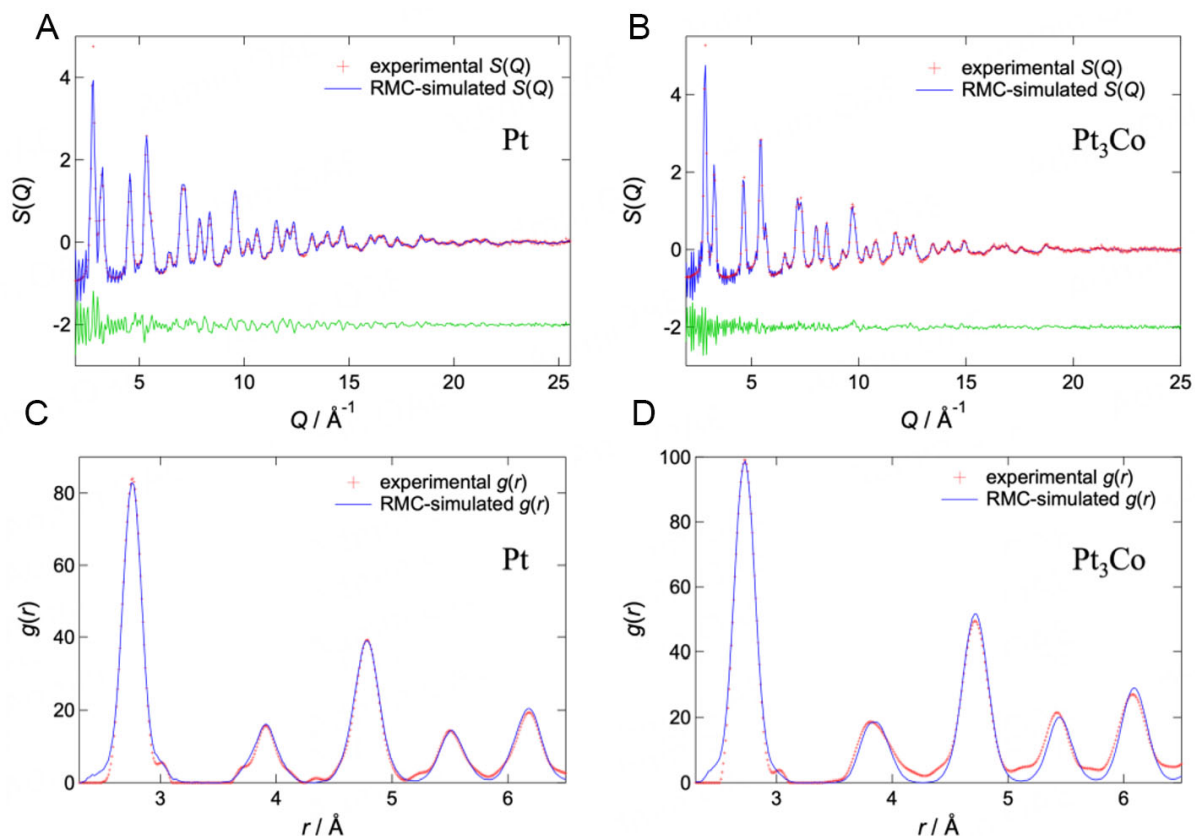 A
experimental S(Q)
RMC-simulated S(Q)
Pt
4
2
0
-2
S(Q)
5
10
15
20
25
Q / Å⁻¹
B
experimental S(Q)
RMC-simulated S(Q)
Pt₃Co
4
2
0
-2
S(Q)
5
10
15
20
25
Q / Å⁻¹
C
experimental g(r)
RMC-simulated g(r)
Pt
80
60
40
20
0
g(r)
3
4
5
6
r / Å
D
experimental g(r)
RMC-simulated g(r)
Pt₃Co
100
80
60
40
20
0
g(r)
3
4
5
6
r / Å